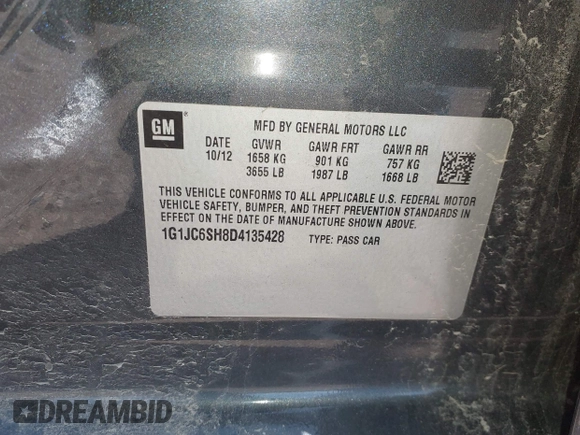 GM
MFD BY GENERAL MOTORS LLC
DATE GVWR GAWR FRT GAWR RR
10/12 1658 KG 901 KG 757 KG
3655 LB 1987 LB 1668 LB
THIS VEHICLE CONFORMS TO ALL APPLICABLE U.S. FEDERAL MOTOR
VEHICLE SAFETY, BUMPER, AND THEFT PREVENTION STANDARDS IN
EFFECT ON THE DATE OF MANUFACTURE SHOWN ABOVE.
1G1JC6SH8D4135428 TYPE: PASS CAR
DREAMBID